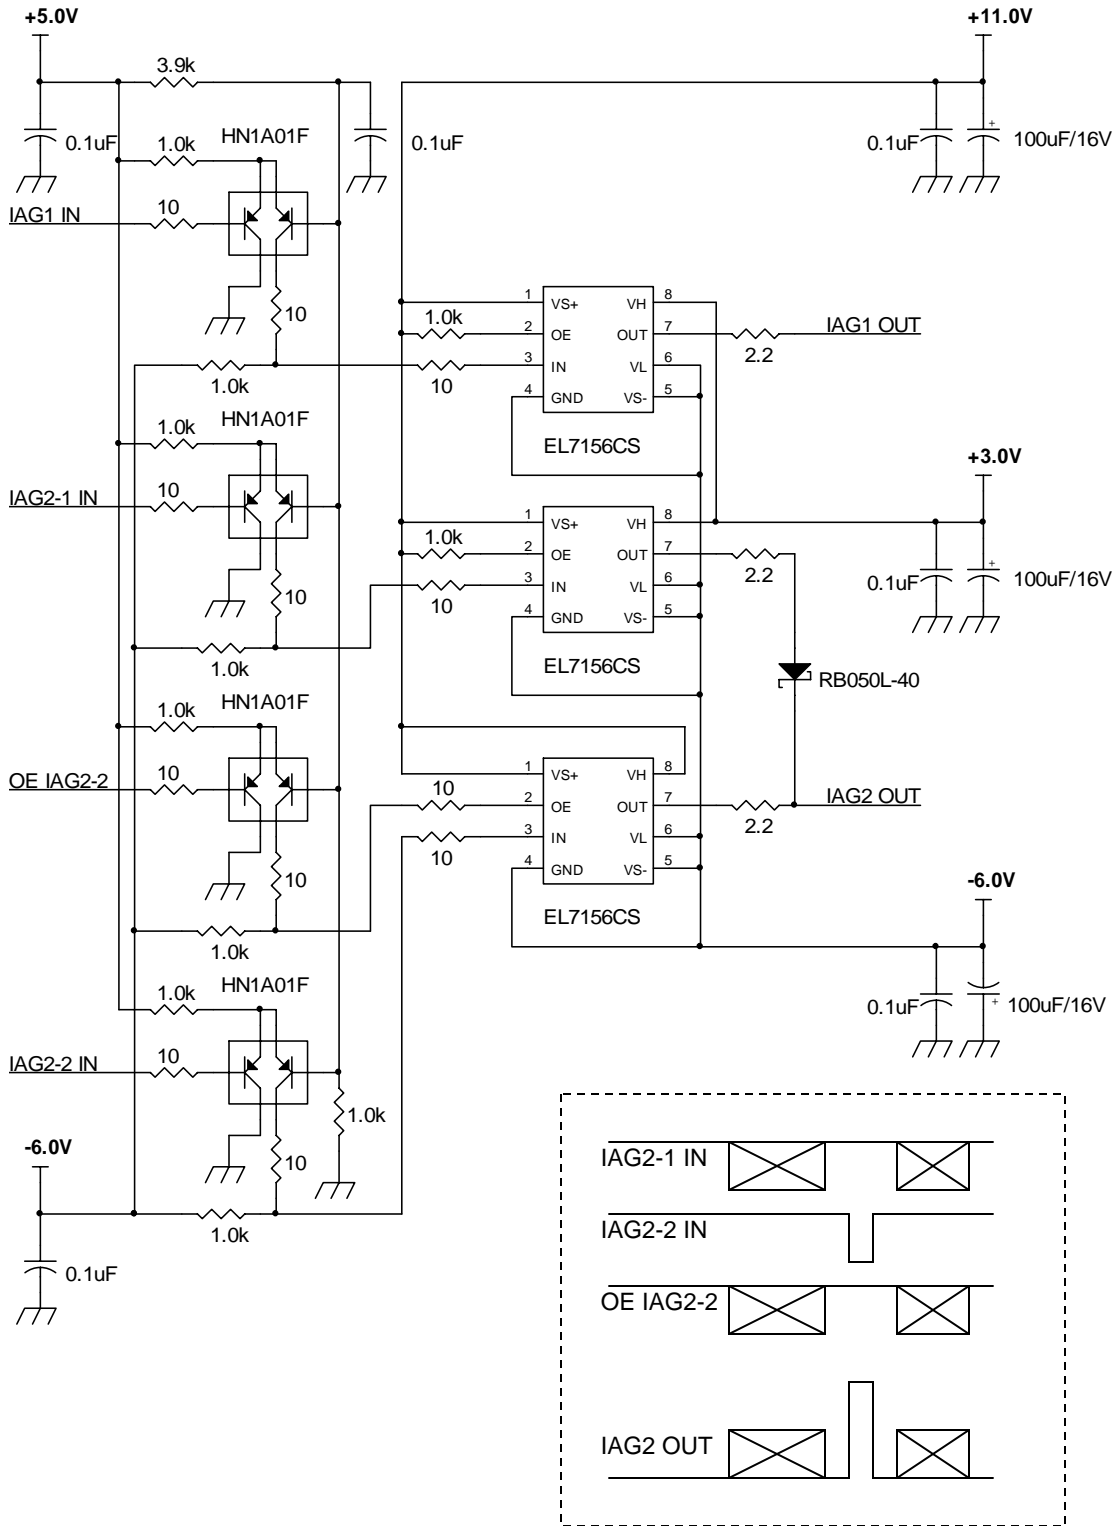 +5.0V
+11.0V
3.9k
0.1uF
HN1A01F
0.1uF
0.1uF
+
100uF/16V
1.0k
IAG1 IN
10
10
1.0k
1 VS+ VH 8
1.0k
2 OE OUT 7
IAG1 OUT
2.2
3 IN VL 6
10
4 GND VS- 5
EL7156CS
HN1A01F
1.0k
+3.0V
IAG2-1 IN
10
10
1.0k
1 VS+ VH 8
1.0k
2 OE OUT 7
2.2
3 IN VL 6
10
4 GND VS- 5
EL7156CS
0.1uF
+
100uF/16V
RB050L-40
HN1A01F
1.0k
OE IAG2-2
10
10
1.0k
1 VS+ VH 8
10
2 OE OUT 7
IAG2 OUT
2.2
3 IN VL 6
10
4 GND VS- 5
EL7156CS
-6.0V
0.1uF
+
100uF/16V
HN1A01F
1.0k
IAG2-2 IN
10
1.0k
10
1.0k
-6.0V
0.1uF
IAG2-1 IN
IAG2-2 IN
OE IAG2-2
IAG2 OUT